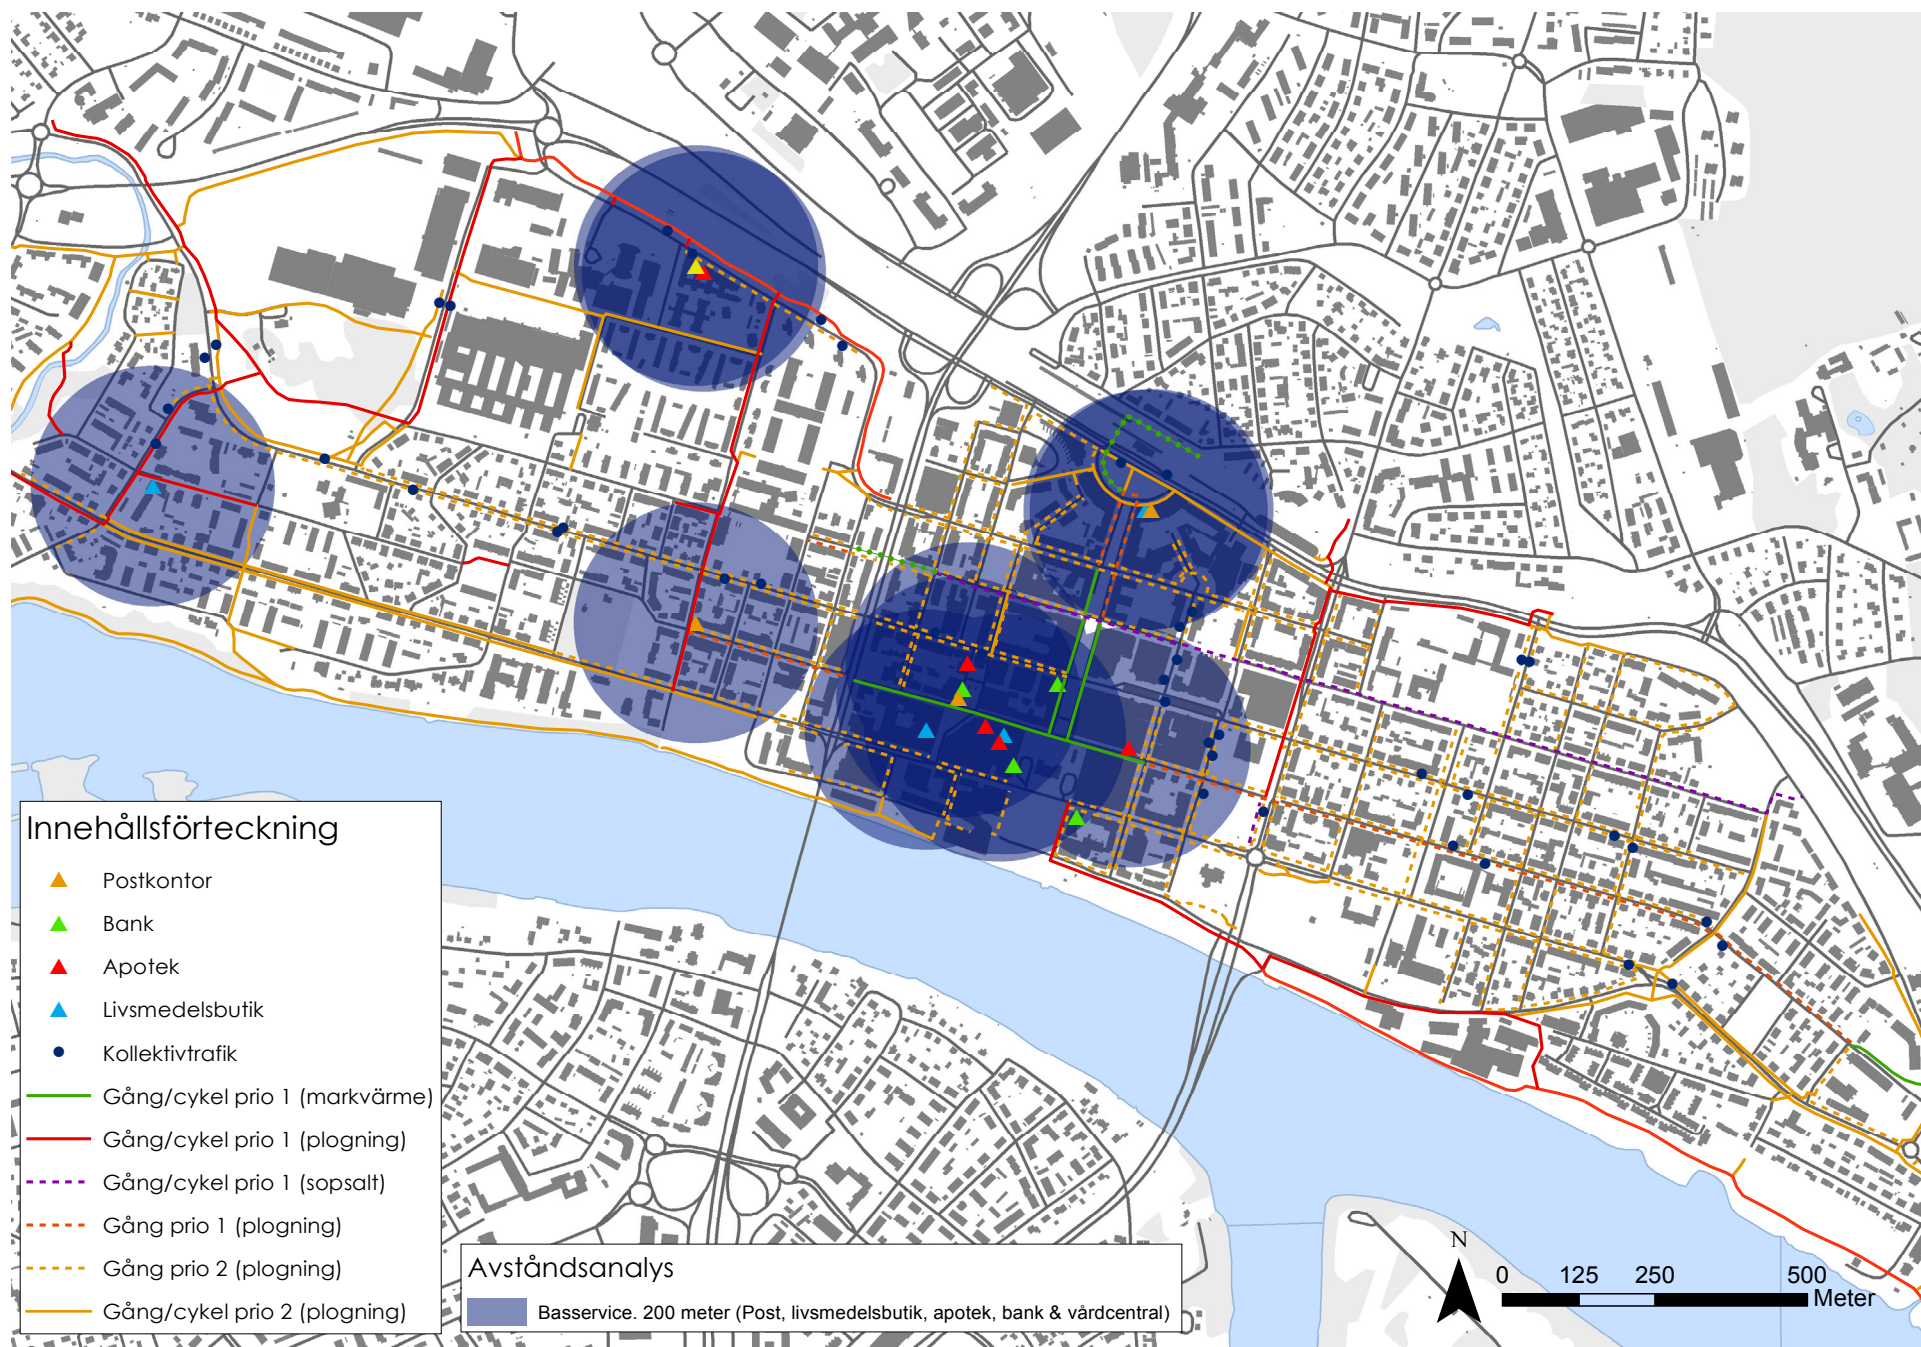 Innehållsförteckning
Postkontor
Bank
Apotek
Livsmedelsbutik
Kollektivtrafik
Gång/cykel prio 1 (markvärme)
Gång/cykel prio 1 (plogning)
Gång/cykel prio 1 (sopsalt)
Gång prio 1 (plogning)
Gång prio 2 (plogning)
Gång/cykel prio 2 (plogning)
Avståndsanalys
Basservice. 200 meter (Post, livsmedelsbutik, apotek, bank & vårdcentral)
N
0 125 250 500
Meter